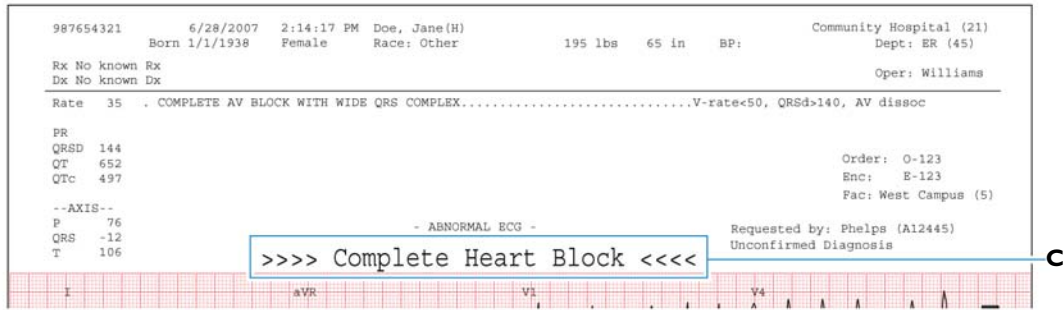 987654321 6/28/2007 2:14:17 PM Doe, Jane(H) Community Hospital (21)
Born 1/1/1938 Female Race: Other 195 lbs 65 in BP: Dept: ER (45)
Rx No known Rx
Dx No known Dx Oper: Williams
Rate 35 . COMPLETE AV BLOCK WITH WIDE QRS COMPLEX..............................V-rate<50, QRSd>140, AV dissoc
PR
QRSD 144
QT 652 Order: O-123
QTc 497 Enc: E-123
Fac: West Campus (5)
--AXIS--
P 76 - ABNORMAL ECG - Requested by: Phelps (A12445)
QRS -12 Unconfirmed Diagnosis
T 106
>>>> Complete Heart Block <<<< C
I aVR V1 V4